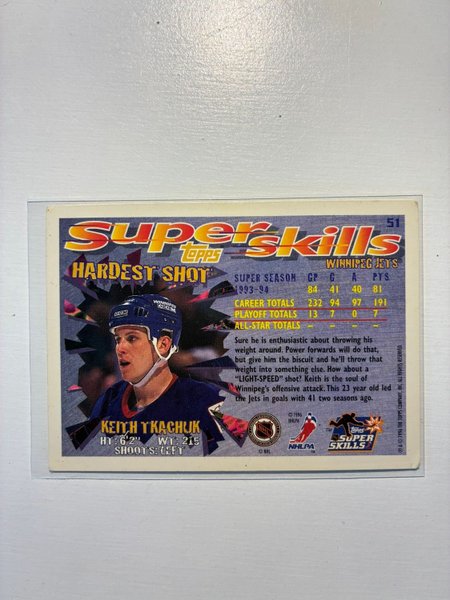 51
Super skills
topps
WINNIPEG JETS
HARDEST SHOT
SUPER SEASON GP G A PTS
1993-94 84 41 40 81
CAREER TOTALS 232 94 97 191
PLAYOFF TOTALS 13 7 0 7
ALL-STAR TOTALS – – – –
Sure he is enthusiastic about throwing his
weight around. Power forwards will do that,
but give him the biscuit and he'll throw that
weight into something else. How about a
"LIGHT-SPEED" shot? Keith is the soul of
Winnipeg's offensive attack. This 23 year old led
the Jets in goals with 41 two seasons ago.
KEITH TKACHUK
HT: 6'2" WT: 215
SHOOTS: LEFT
© NHL
© 1996
NHLPA
NHLPA
TM
topps
SUPER
SKILLS